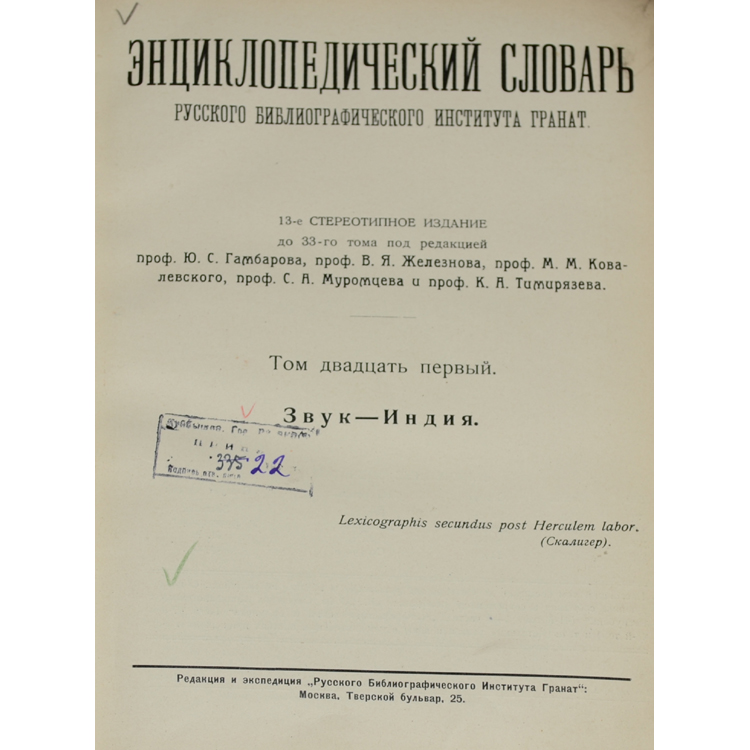 ЭНЦИКЛОПЕДИЧЕСКИЙ СЛОВАРЬ
РУССКОГО БИБЛИОГРАФИЧЕСКОГО ИНСТИТУТА ГРАНАТ.
13-е СТЕРЕОТИПНОЕ ИЗДАНИЕ
до 33-го тома под редакцией
проф. Ю. С. Гамбарова, проф. В. Я. Железнова, проф. М. М. Кова-
левского, проф. С. А. Муромцева и проф. К. А. Тимирязева.
Том двадцать первый.
Звук—Индия.
22
Lexicographis secundus post Herculem labor.
(Скалигер).
Редакция и экспедиция „Русского Библиографического Института Гранат“:
Москва, Тверской бульвар, 25.